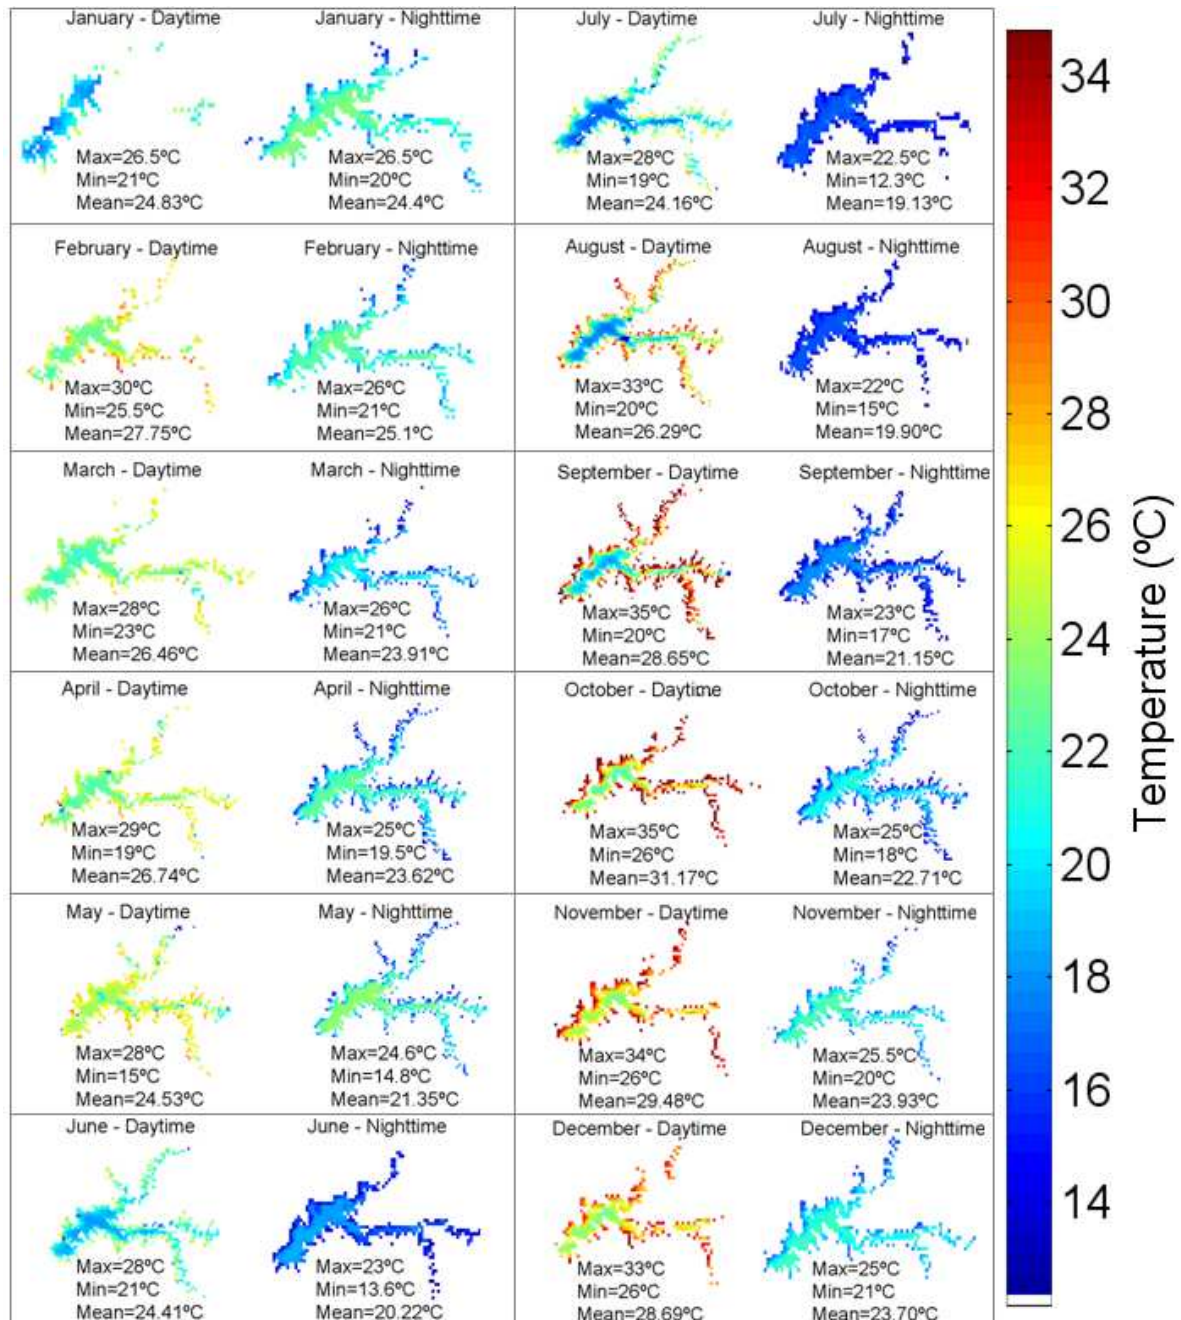 January - Daytime
Max=26.5ºC
Min=21ºC
Mean=24.83ºC
January - Nighttime
Max=26.5ºC
Min=20ºC
Mean=24.4ºC
July - Daytime
Max=28ºC
Min=19ºC
Mean=24.16ºC
July - Nighttime
Max=22.5ºC
Min=12.3ºC
Mean=19.13ºC
February - Daytime
Max=30ºC
Min=25.5ºC
Mean=27.75ºC
February - Nighttime
Max=26ºC
Min=21ºC
Mean=25.1ºC
August - Daytime
Max=33ºC
Min=20ºC
Mean=26.29ºC
August - Nighttime
Max=22ºC
Min=15ºC
Mean=19.90ºC
March - Daytime
Max=28ºC
Min=23ºC
Mean=26.46ºC
March - Nighttime
Max=26ºC
Min=21ºC
Mean=23.91ºC
September - Daytime
Max=35ºC
Min=20ºC
Mean=28.65ºC
September - Nighttime
Max=23ºC
Min=17ºC
Mean=21.15ºC
April - Daytime
Max=29ºC
Min=19ºC
Mean=26.74ºC
April - Nighttime
Max=25ºC
Min=19.5ºC
Mean=23.62ºC
October - Daytime
Max=35ºC
Min=26ºC
Mean=31.17ºC
October - Nighttime
Max=25ºC
Min=18ºC
Mean=22.71ºC
May - Daytime
Max=28ºC
Min=15ºC
Mean=24.53ºC
May - Nighttime
Max=24.6ºC
Min=14.8ºC
Mean=21.35ºC
November - Daytime
Max=34ºC
Min=26ºC
Mean=29.48ºC
November - Nighttime
Max=25.5ºC
Min=20ºC
Mean=23.93ºC
June - Daytime
Max=28ºC
Min=21ºC
Mean=24.41ºC
June - Nighttime
Max=23ºC
Min=13.6ºC
Mean=20.22ºC
December - Daytime
Max=33ºC
Min=26ºC
Mean=28.69ºC
December - Nighttime
Max=25ºC
Min=21ºC
Mean=23.70ºC
34
32
30
28
26
24
22
20
18
16
14
Temperature (ºC)